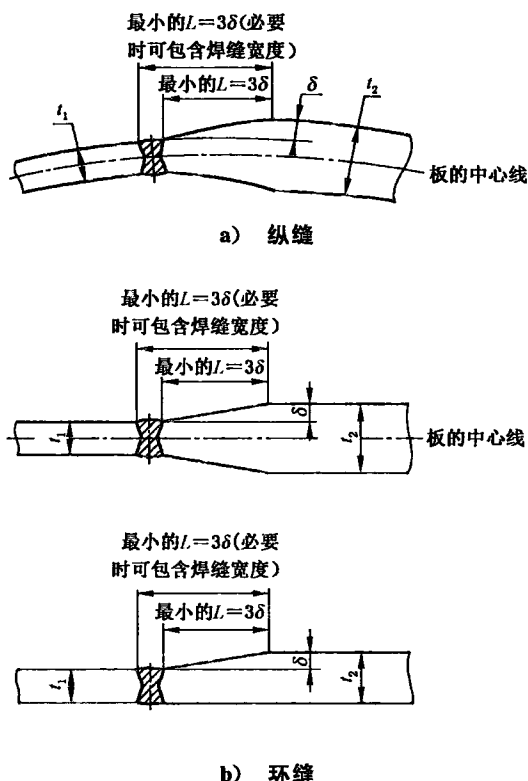 最小的L=3δ(必要
时可包含焊缝宽度)
最小的L=3δ
δ
t₂
t₁
板的中心线
a) 纵缝
最小的L=3δ(必要
时可包含焊缝宽度)
最小的L=3δ
δ
t₁
t₂
板的中心线
最小的L=3δ(必要
时可包含焊缝宽度)
最小的L=3δ
δ
t₁
t₂
b) 环缝